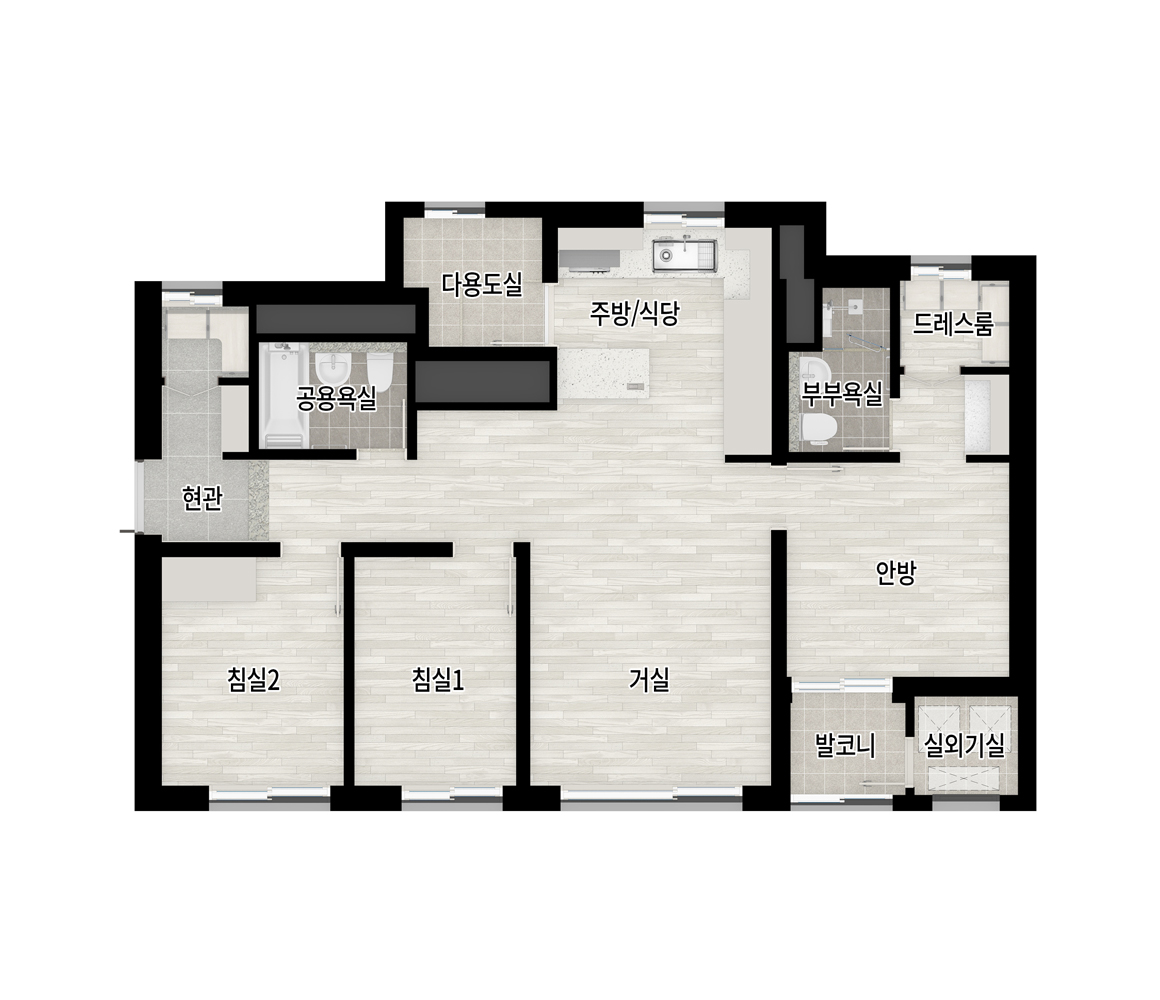 다용도실
주방/식당
드레스룸
공용욕실
부부욕실
현관
안방
침실2
침실1
거실
발코니
실외기실